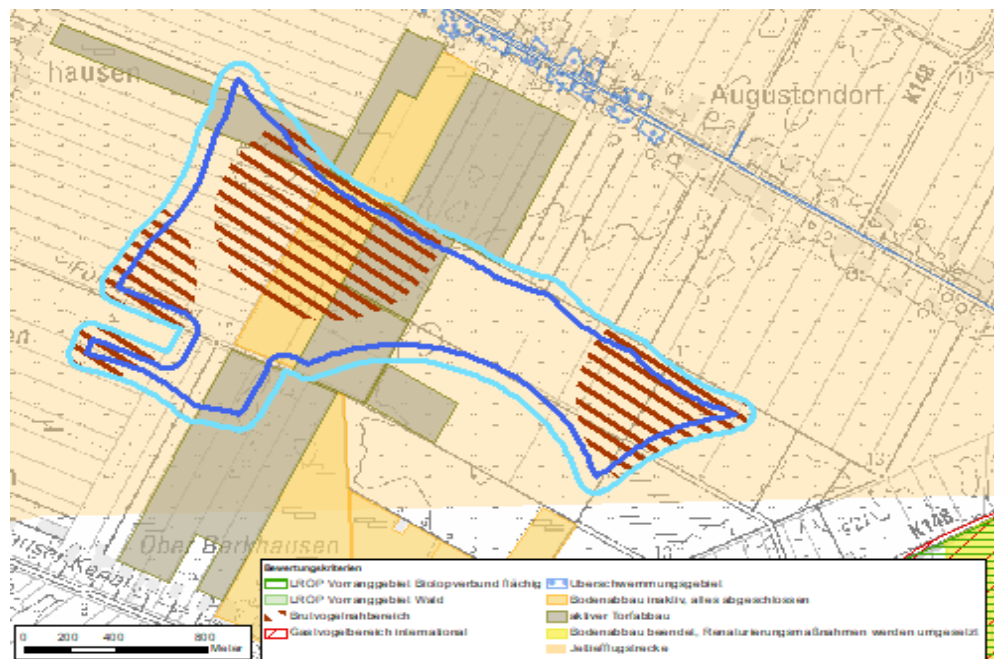 hausen
Augustendorf
K148
Ober Barkhausen
K148
Bewertungskriterien
LROP Vorranggebiet Biotopverbund flächig
LROP Vorranggebiet Wald
Brutvogelnahbereich
Gastvogelbereich international
Überschwemmungsgebiet
Bodenabbau inaktiv, alles abgeschlossen
aktiver Torfabbau
Bodenabbau beendet, Renaturierungsmaßnahmen werden umgesetzt
Jettiefflugstrecke
0 200 400 800
Meter